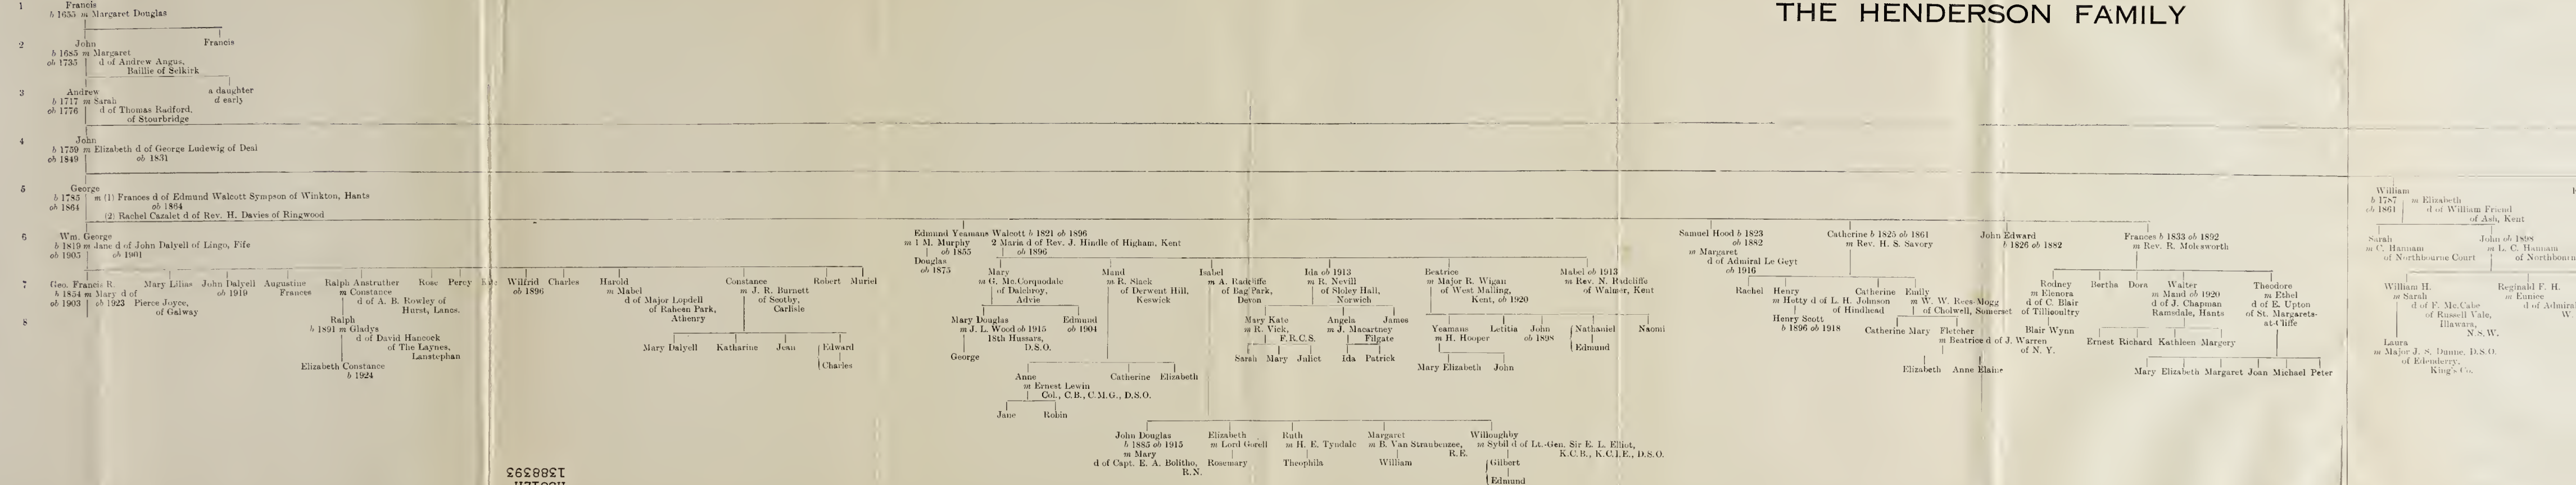 THE HENDERSON FAMILY
1
Francis
b 1655 m Margaret Douglas
2
John
Francis
b 1685 m Margaret
ob 1735 d of Andrew Angus,
Baillie of Selkirk
3
Andrew
a daughter
b 1717 m Sarah
d early
ob 1776 d of Thomas Radford,
of Stourbridge
4
John
b 1759 m Elizabeth d of George Ludewig of Deal
ob 1849 ob 1831
5
George
b 1785 m (1) Frances d of Edmund Walcott Sympson of Winkton, Hants
ob 1864 ob 1864
(2) Rachel Cazalet d of Rev. H. Davies of Ringwood
William
b 1787 m Elizabeth
ob 1861 d of William Friend
of Ash, Kent
6
Wm. George
b 1819 m Jane d of John Dalyell of Lingo, Fife
ob 1905 ob 1901
Edmund Yeamans Walcott b 1821 ob 1896
m 1 M. Murphy 2 Maria d of Rev. J. Hindle of Higham, Kent
ob 1855 ob 1896
Douglas
ob 1875
Samuel Hood b 1823
ob 1882
m Margaret
d of Admiral Le Geyt
ob 1916
Catherine b 1825 ob 1861
m Rev. H. S. Savory
John Edward
b 1826 ob 1882
Frances b 1833 ob 1892
m Rev. R. Molesworth
Sarah
m C. Hannam
of Northbourne Court
John ob 1898
m L. C. Hannam
of Northbourn
7
Geo. Francis R.
b 1854 m Mary d of
ob 1903 ob 1923 Pierce Joyce,
of Galway
Mary Lilias
John Dalyell
ob 1919
Augustine
Frances
Ralph Anstruther
m Constance
d of A. B. Rowley of
Hurst, Lancs.
Rose
Percy
Wilfrid
ob 1896
Charles
Harold
m Mabel
d of Major Lopdell
of Raheen Park,
Athenry
Constance
m J. R. Burnett
of Scotby,
Carlisle
Robert
Muriel
Mary
m G. Mc.Corquodale
of Dalchroy,
Advie
Maud
m R. Slack
of Derwent Hill,
Keswick
Isabel
m A. Radcliffe
of Bag Park,
Devon
Ida ob 1913
m R. Nevill
of Sloley Hall,
Norwich
Beatrice
m Major R. Wigan
of West Malling,
Kent, ob 1920
Mabel ob 1913
m Rev. N. Radcliffe
of Walmer, Kent
Rachel
Henry
m Hetty d of L. H. Johnson
of Hindhead
Catherine
Emily
m W. W. Rees-Mogg
of Cholwell, Somerset
Rodney
m Elenora
d of C. Blair
of Tillicoultry
Bertha
Dora
Walter
m Maud ob 1920
d of J. Chapman
Ramsdale, Hants
Theodore
m Ethel
d of E. Upton
of St. Margarets-
at-Cliffe
William H.
m Sarah
d of F. McCabe
of Russell Vale,
Illawara,
N.S.W.
Reginald F. H.
m Eunice
d of Admiral
W.
8
Ralph
b 1891 m Gladys
d of David Hancock
of The Laynes,
Lanstephan
Elizabeth Constance
b 1924
Mary Dalyell
Katharine
Jean
Edward
Charles
Mary Douglas
m J. L. Wood ob 1915
18th Hussars,
D.S.O.
George
Edmund
ob 1904
Mary Kate
m R. Vick,
F.R.C.S.
Sarah Mary Juliet
Angela
m J. Macartney
Filgate
Ida Patrick
James
Yeamans
m H. Hooper
Mary Elizabeth John
Letitia
John
ob 1898
Nathaniel
Edmund
Naomi
Henry Scott
b 1896 ob 1918
Catherine Mary
Fletcher
m Beatrice d of J. Warren
of N. Y.
Elizabeth Anne Elaine
Blair Wynn
Ernest Richard Kathleen Margery
Mary Elizabeth Margaret Joan Michael Peter
Laura
m Major J. S. Dunne, D.S.O.
of Edenderry,
King's Co.
Anne
m Ernest Lewin
Col., C.B., C.M.G., D.S.O.
Jane Robin
Catherine
Elizabeth
John Douglas
b 1885 ob 1915
m Mary
d of Capt. E. A. Bolitho,
R.N.
Elizabeth
m Lord Gorell
Rosemary
Ruth
m H. E. Tyndale
Theophila
Margaret
m B. Van Straubenzee,
R.E.
William
Willoughby
m Sybil d of Lt.-Gen. Sir E. L. Elliot,
K.C.B., K.C.I.E., D.S.O.
Gilbert
Edmund
1388393